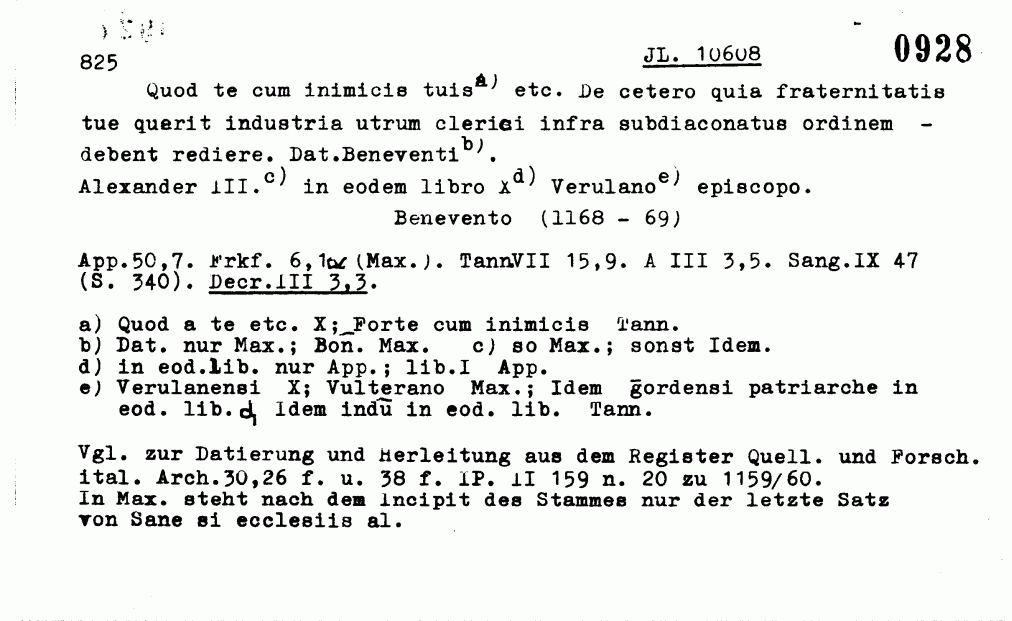 825 JL. 10608 0928
Quod te cum inimicis tuis a) etc. De cetero quia fraternitatis
tue querit industria utrum clerici infra subdiaconatus ordinem -
debent rediere. Dat.Beneventi b).
Alexander III. c) in eodem libro X d) Verulano e) episcopo.
Benevento (1168 - 69)
App.50,7. Frkf. 6,1 (Max.). TannVII 15,9. A III 3,5. Sang.IX 47
(S. 340). Decr.III 3,3.
a) Quod a te etc. X; Forte cum inimicis Tann.
b) Dat. nur Max.; Bon. Max. c) so Max.; sonst Idem.
d) in eod.lib. nur App.; lib.I App.
e) Verulanensi X; Vulterano Max.; Idem gordensi patriarche in
eod. lib. Idem indū in eod. lib. Tann.
Vgl. zur Datierung und Herleitung aus dem Register Quell. und Forsch.
ital. Arch.30,26 f. u. 38 f. IP. II 159 n. 20 zu 1159/60.
In Max. steht nach dem Incipit des Stammes nur der letzte Satz
von Sane si ecclesiis al.